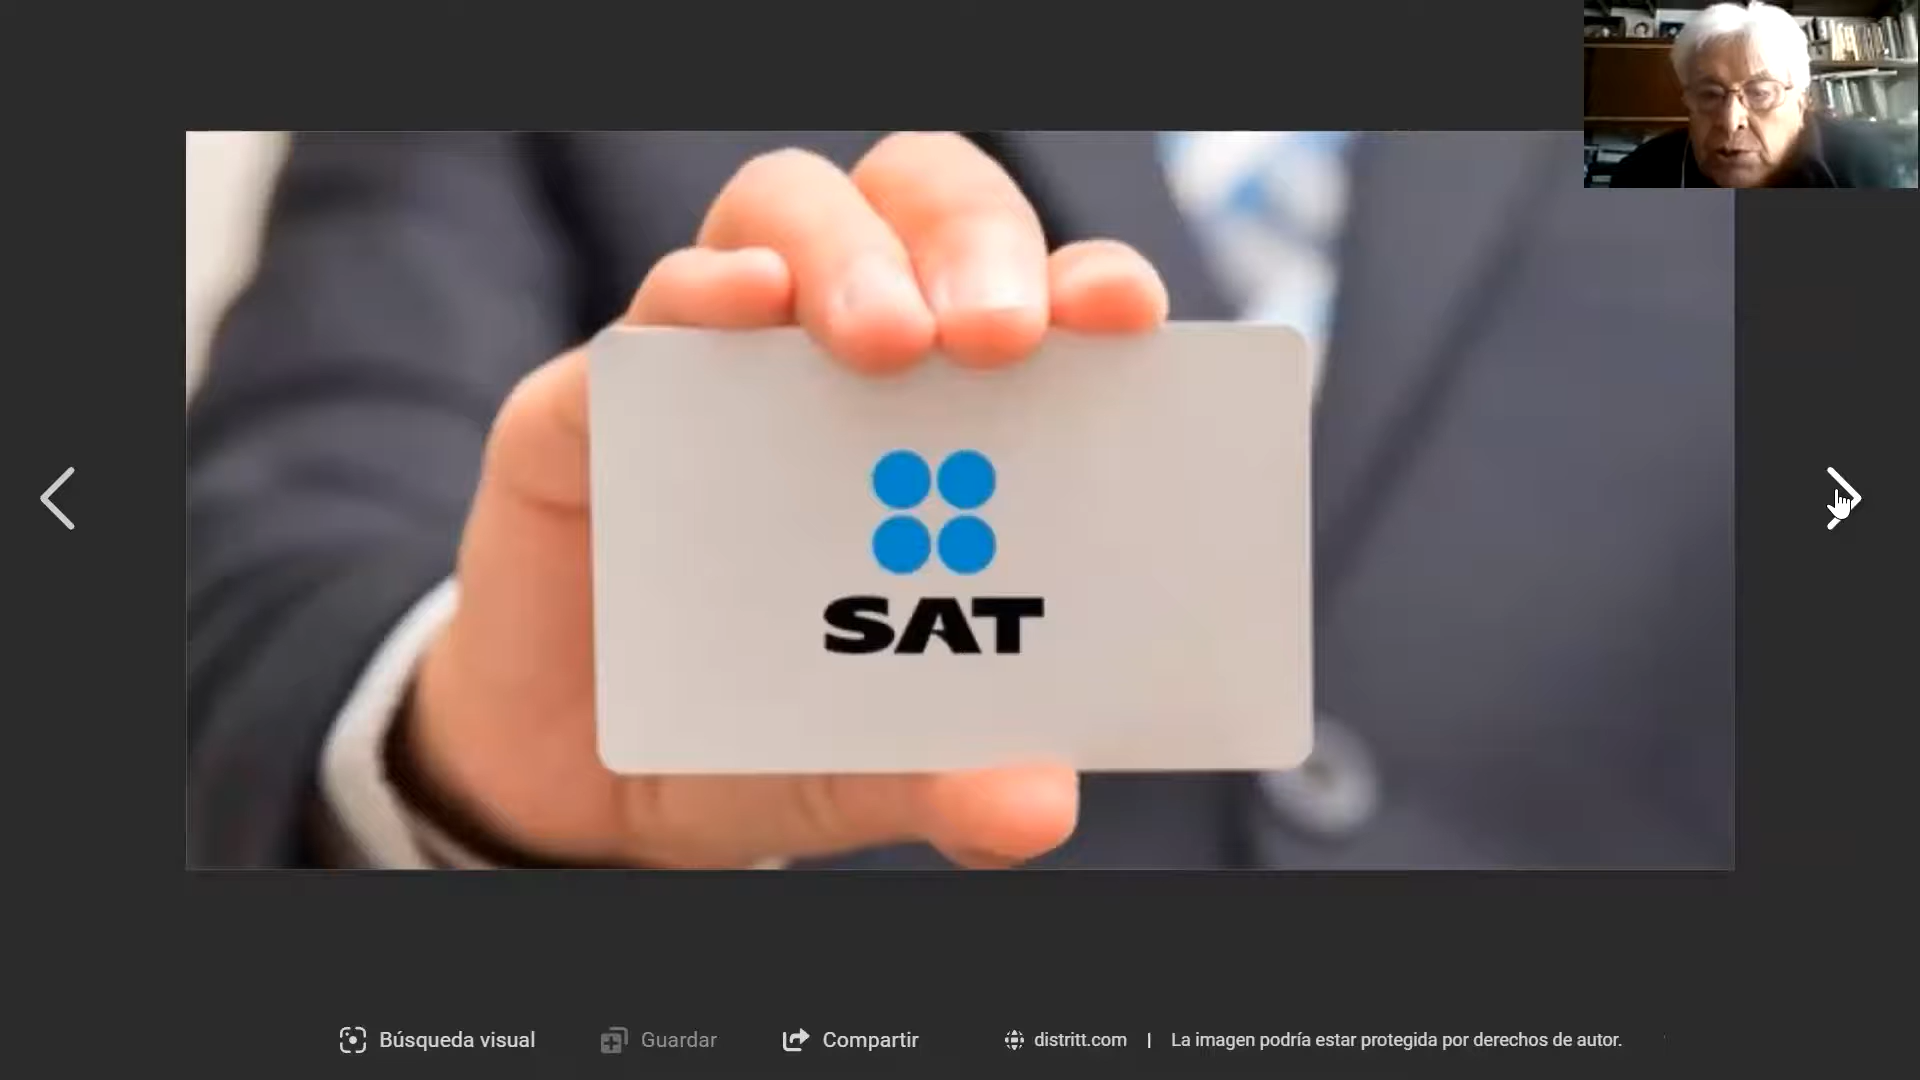 SAT
Búsqueda visual
Guardar
Compartir
distritt.com | La imagen podría estar protegida por derechos de autor.